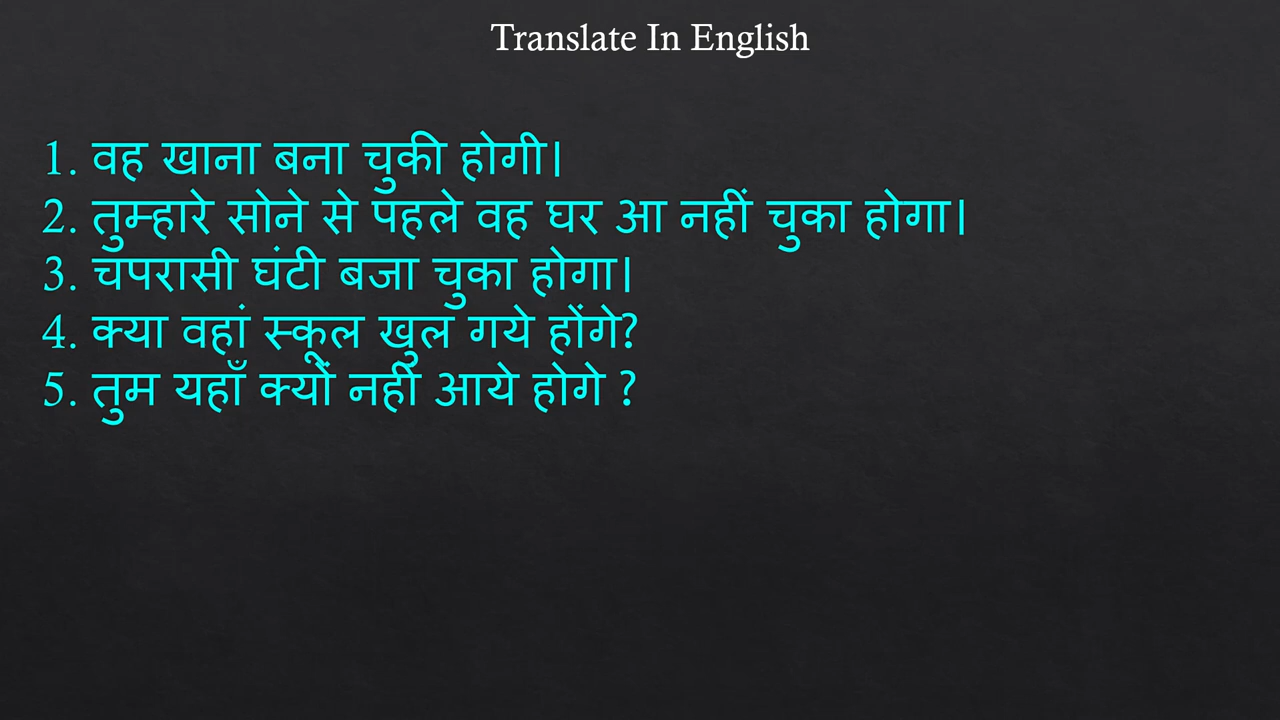 Translate In English
1. वह खाना बना चुकी होगी।
2. तुम्हारे सोने से पहले वह घर आ नहीं चुका होगा।
3. चपरासी घंटी बजा चुका होगा।
4. क्या वहां स्कूल खुल गये होंगे?
5. तुम यहाँ क्यों नहीं आये होगे ?